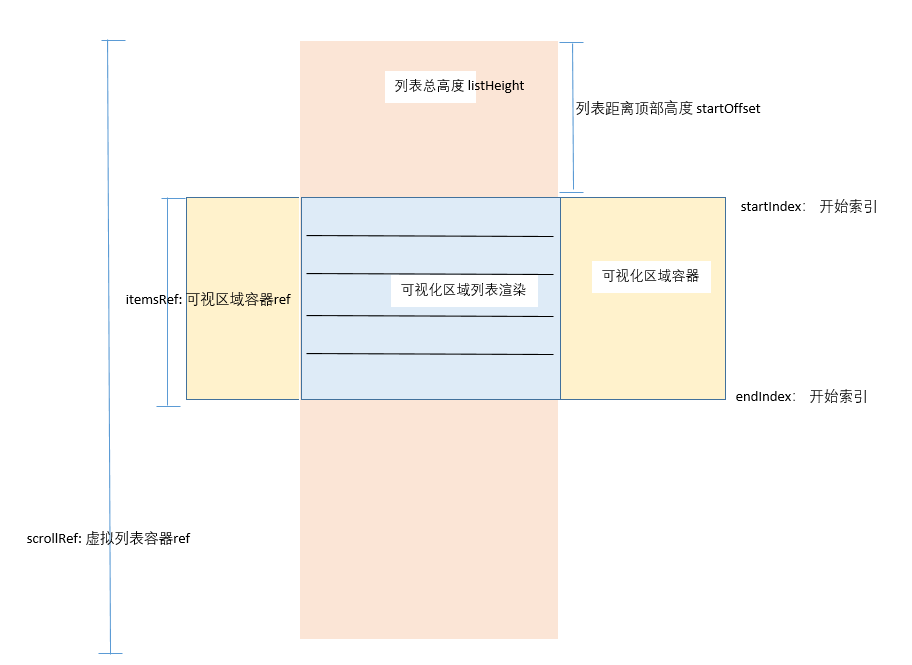 列表总高度 listHeight
列表距离顶部高度 startOffset
startIndex： 开始索引
可视化区域容器
可视化区域列表渲染
itemsRef: 可视区域容器ref
endIndex： 开始索引
scrollRef: 虚拟列表容器ref